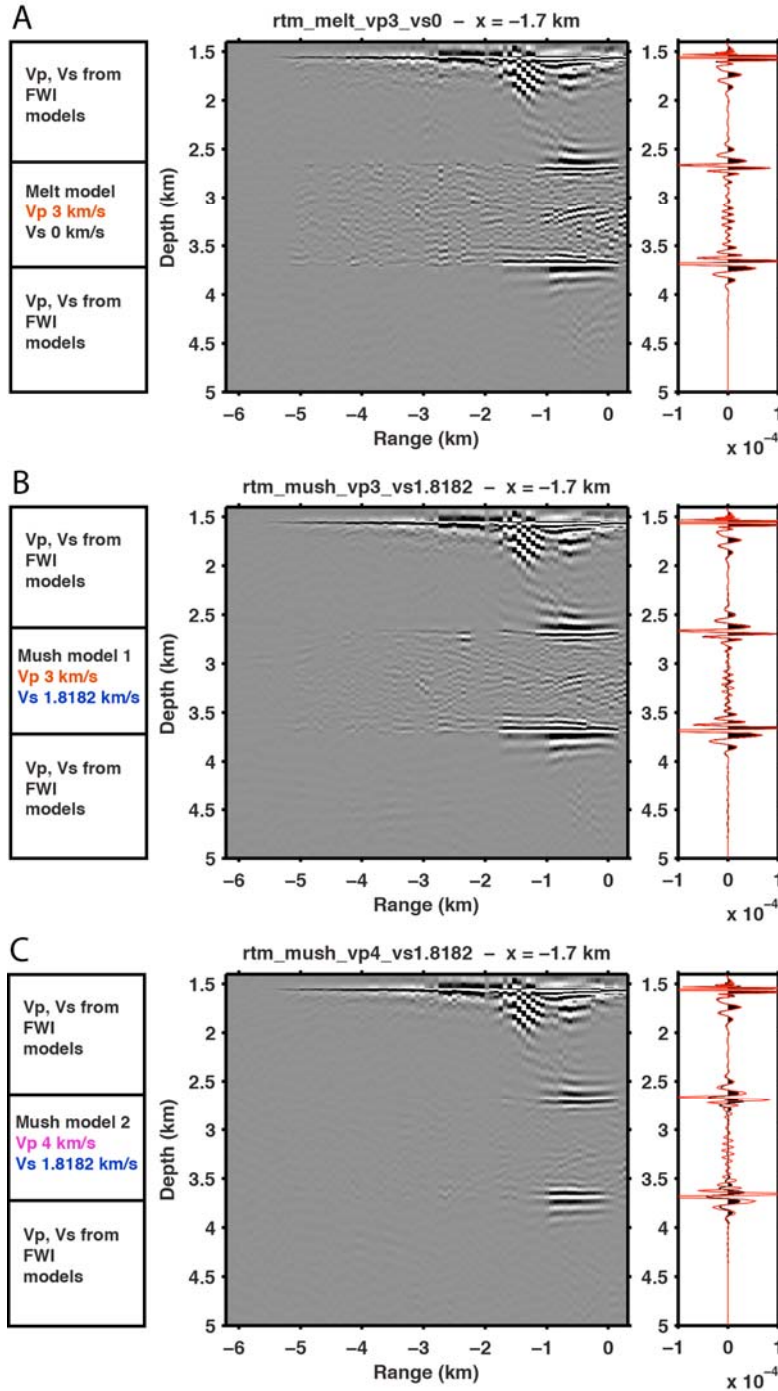 A
rtm_melt_vp3_vs0 – x = –1.7 km
Vp, Vs from
FWI
models
Melt model
Vp 3 km/s
Vs 0 km/s
Vp, Vs from
FWI
models
Depth (km)
1.5
2
2.5
3
3.5
4
4.5
5
–6 –5 –4 –3 –2 –1 0
Range (km)
1.5
2
2.5
3
3.5
4
4.5
5
–1 0 1
x 10⁻⁴
B
rtm_mush_vp3_vs1.8182 – x = –1.7 km
Vp, Vs from
FWI
models
Mush model 1
Vp 3 km/s
Vs 1.8182 km/s
Vp, Vs from
FWI
models
Depth (km)
1.5
2
2.5
3
3.5
4
4.5
5
–6 –5 –4 –3 –2 –1 0
Range (km)
1.5
2
2.5
3
3.5
4
4.5
5
–1 0 1
x 10⁻⁴
C
rtm_mush_vp4_vs1.8182 – x = –1.7 km
Vp, Vs from
FWI
models
Mush model 2
Vp 4 km/s
Vs 1.8182 km/s
Vp, Vs from
FWI
models
Depth (km)
1.5
2
2.5
3
3.5
4
4.5
5
–6 –5 –4 –3 –2 –1 0
Range (km)
1.5
2
2.5
3
3.5
4
4.5
5
–1 0 1
x 10⁻⁴